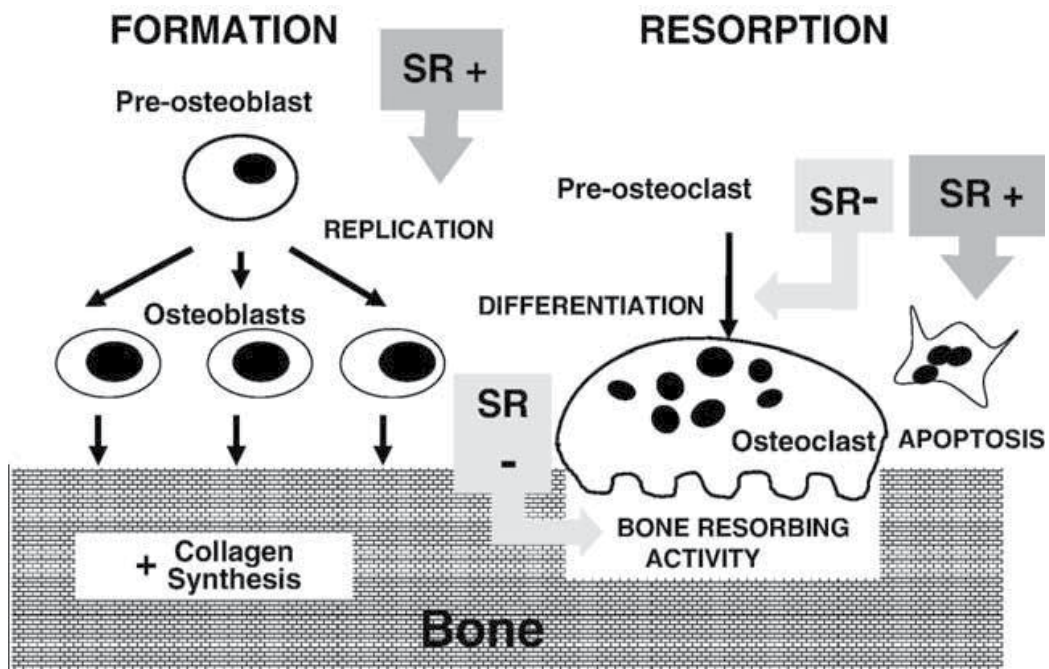 FORMATION
RESORPTION
SR +
Pre-osteoblast
REPLICATION
Osteoblasts
+ Collagen
Synthesis
Pre-osteoclast
SR-
SR +
DIFFERENTIATION
SR
-
Osteoclast
APOPTOSIS
BONE RESORBING
ACTIVITY
Bone